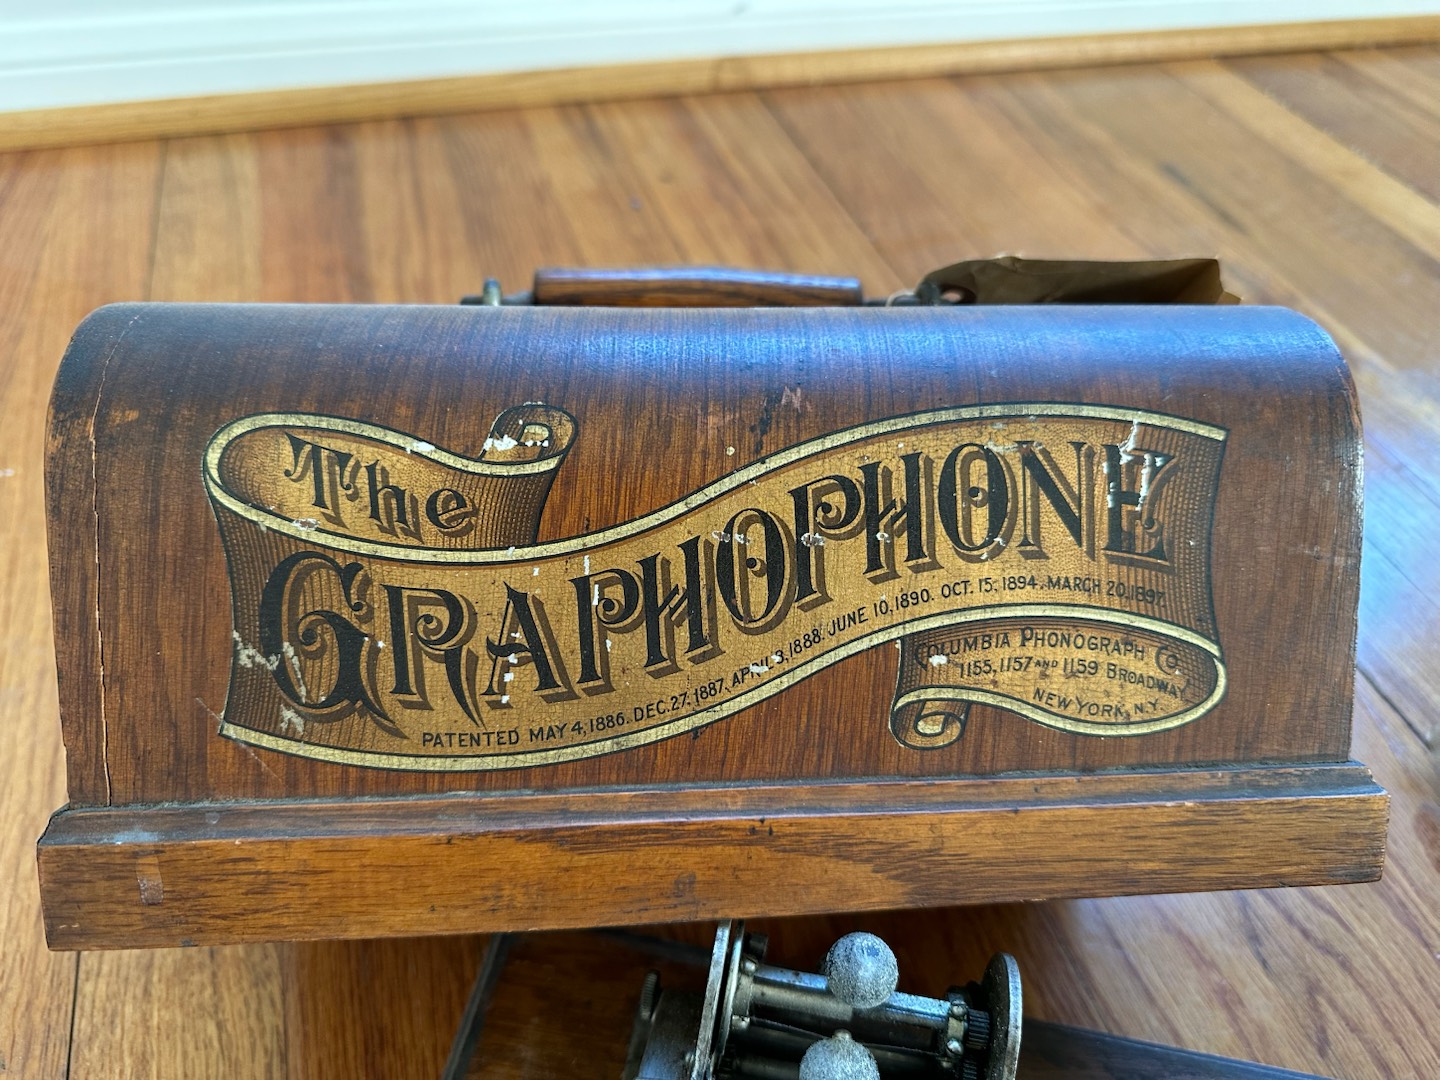 The
GRAPHOPHONE
PATENTED MAY 4, 1886. DEC. 27, 1887. APRIL 3, 1888. JUNE 10, 1890. OCT. 15, 1894. MARCH 20, 1897.
COLUMBIA PHONOGRAPH CO.
1155, 1157 AND 1159 BROADWAY
NEW YORK, N.Y.